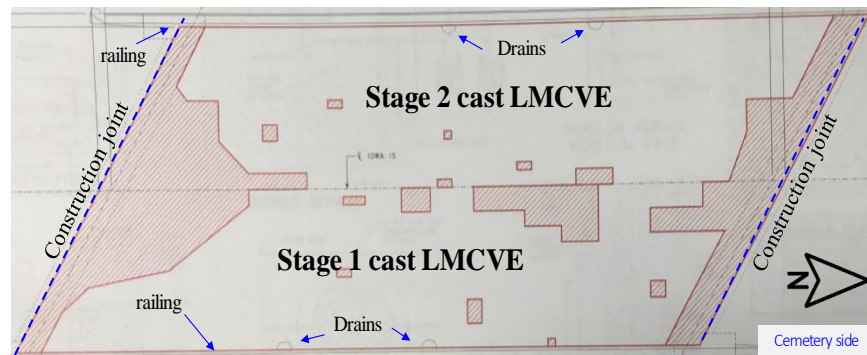 railing
Drains
Construction joint
Stage 2 cast LMCVE
℄ IOWA 15
Stage 1 cast LMCVE
Construction joint
railing
Drains
N
Cemetery side